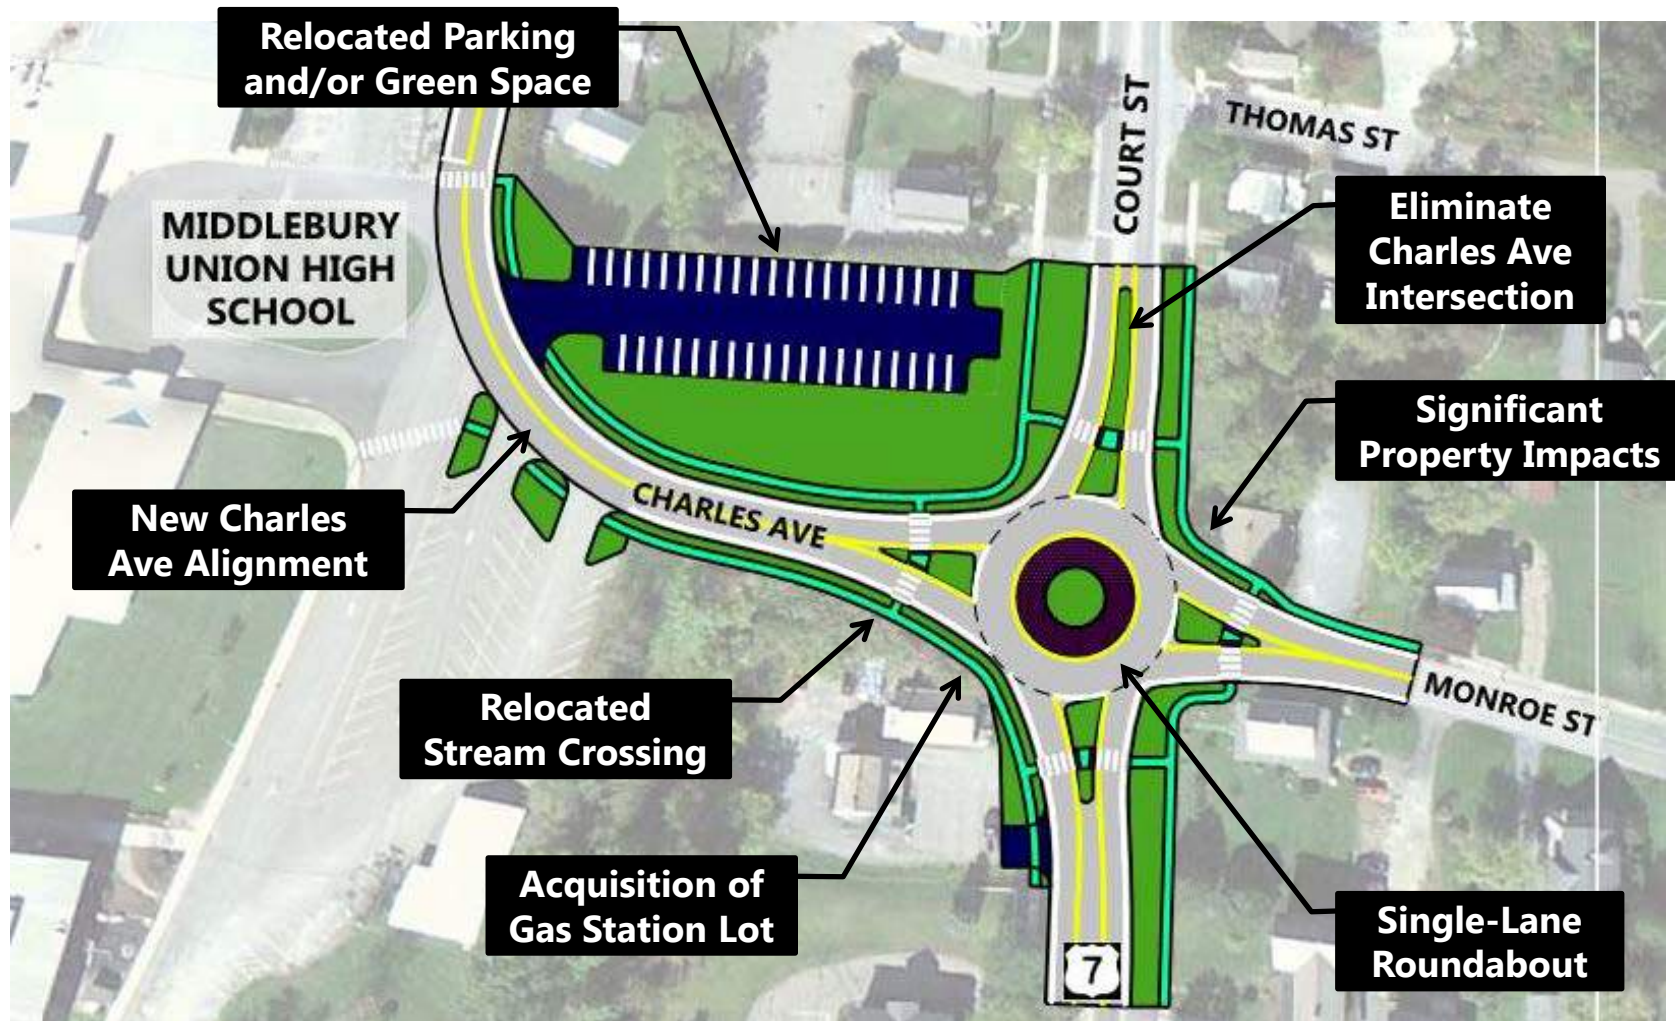 Relocated Parking
and/or Green Space
COURT ST
THOMAS ST
Eliminate
Charles Ave
Intersection
MIDDLEBURY
UNION HIGH
SCHOOL
Significant
Property Impacts
New Charles
Ave Alignment
CHARLES AVE
Relocated
Stream Crossing
MONROE ST
Acquisition of
Gas Station Lot
Single-Lane
Roundabout
7